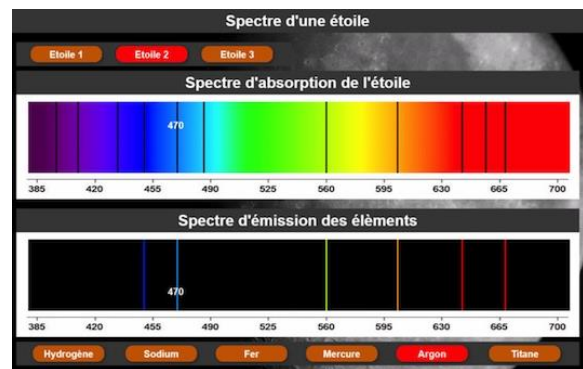 Spectre d'une étoile
Etoile 1 Etoile 2 Etoile 3
Spectre d'absorption de l'étoile
470
385 420 455 490 525 560 595 630 665 700
Spectre d'émission des élèments
470
385 420 455 490 525 560 595 630 665 700
Hydrogène Sodium Fer Mercure Argon Titane